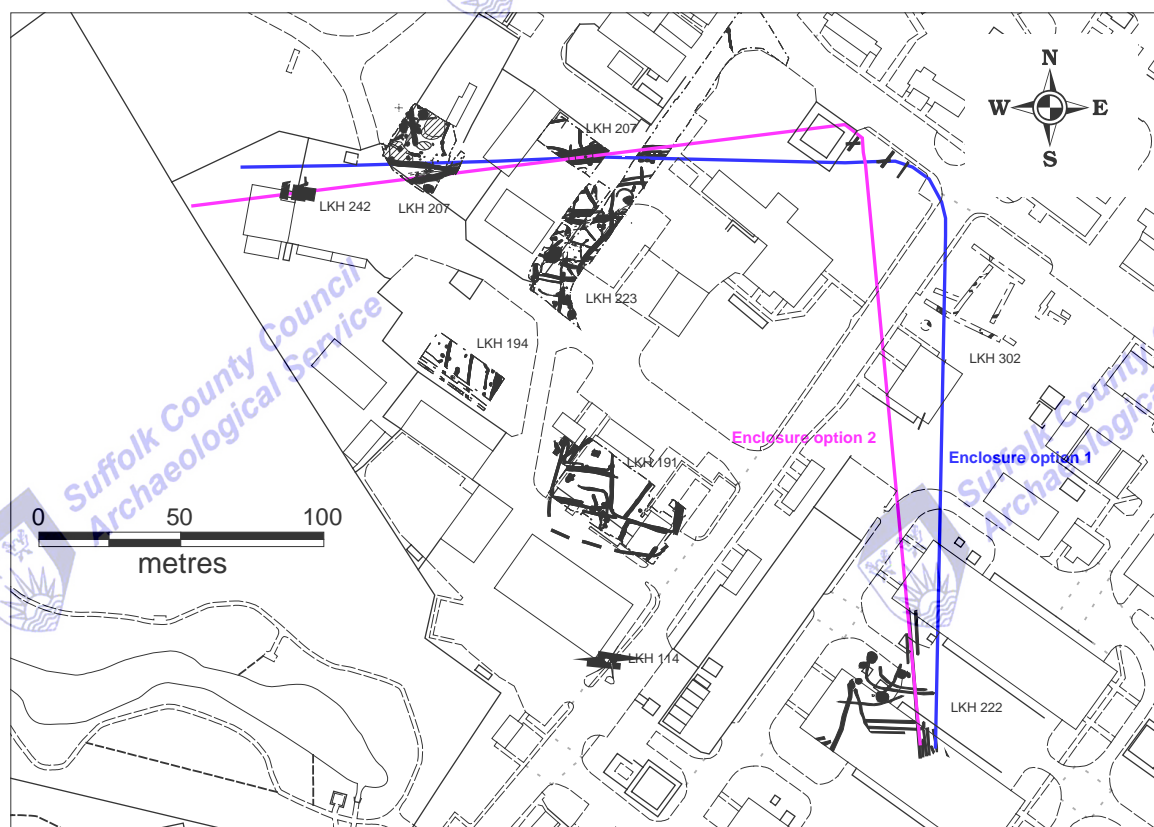 N
W E
S
LKH 207
LKH 242
LKH 207
LKH 223
LKH 194
LKH 302
Enclosure option 2
Enclosure option 1
LKH 191
Suffolk County Council
Archaeological Service
Suffolk County
Archaeological
0 50 100
metres
LKH 114
LKH 222